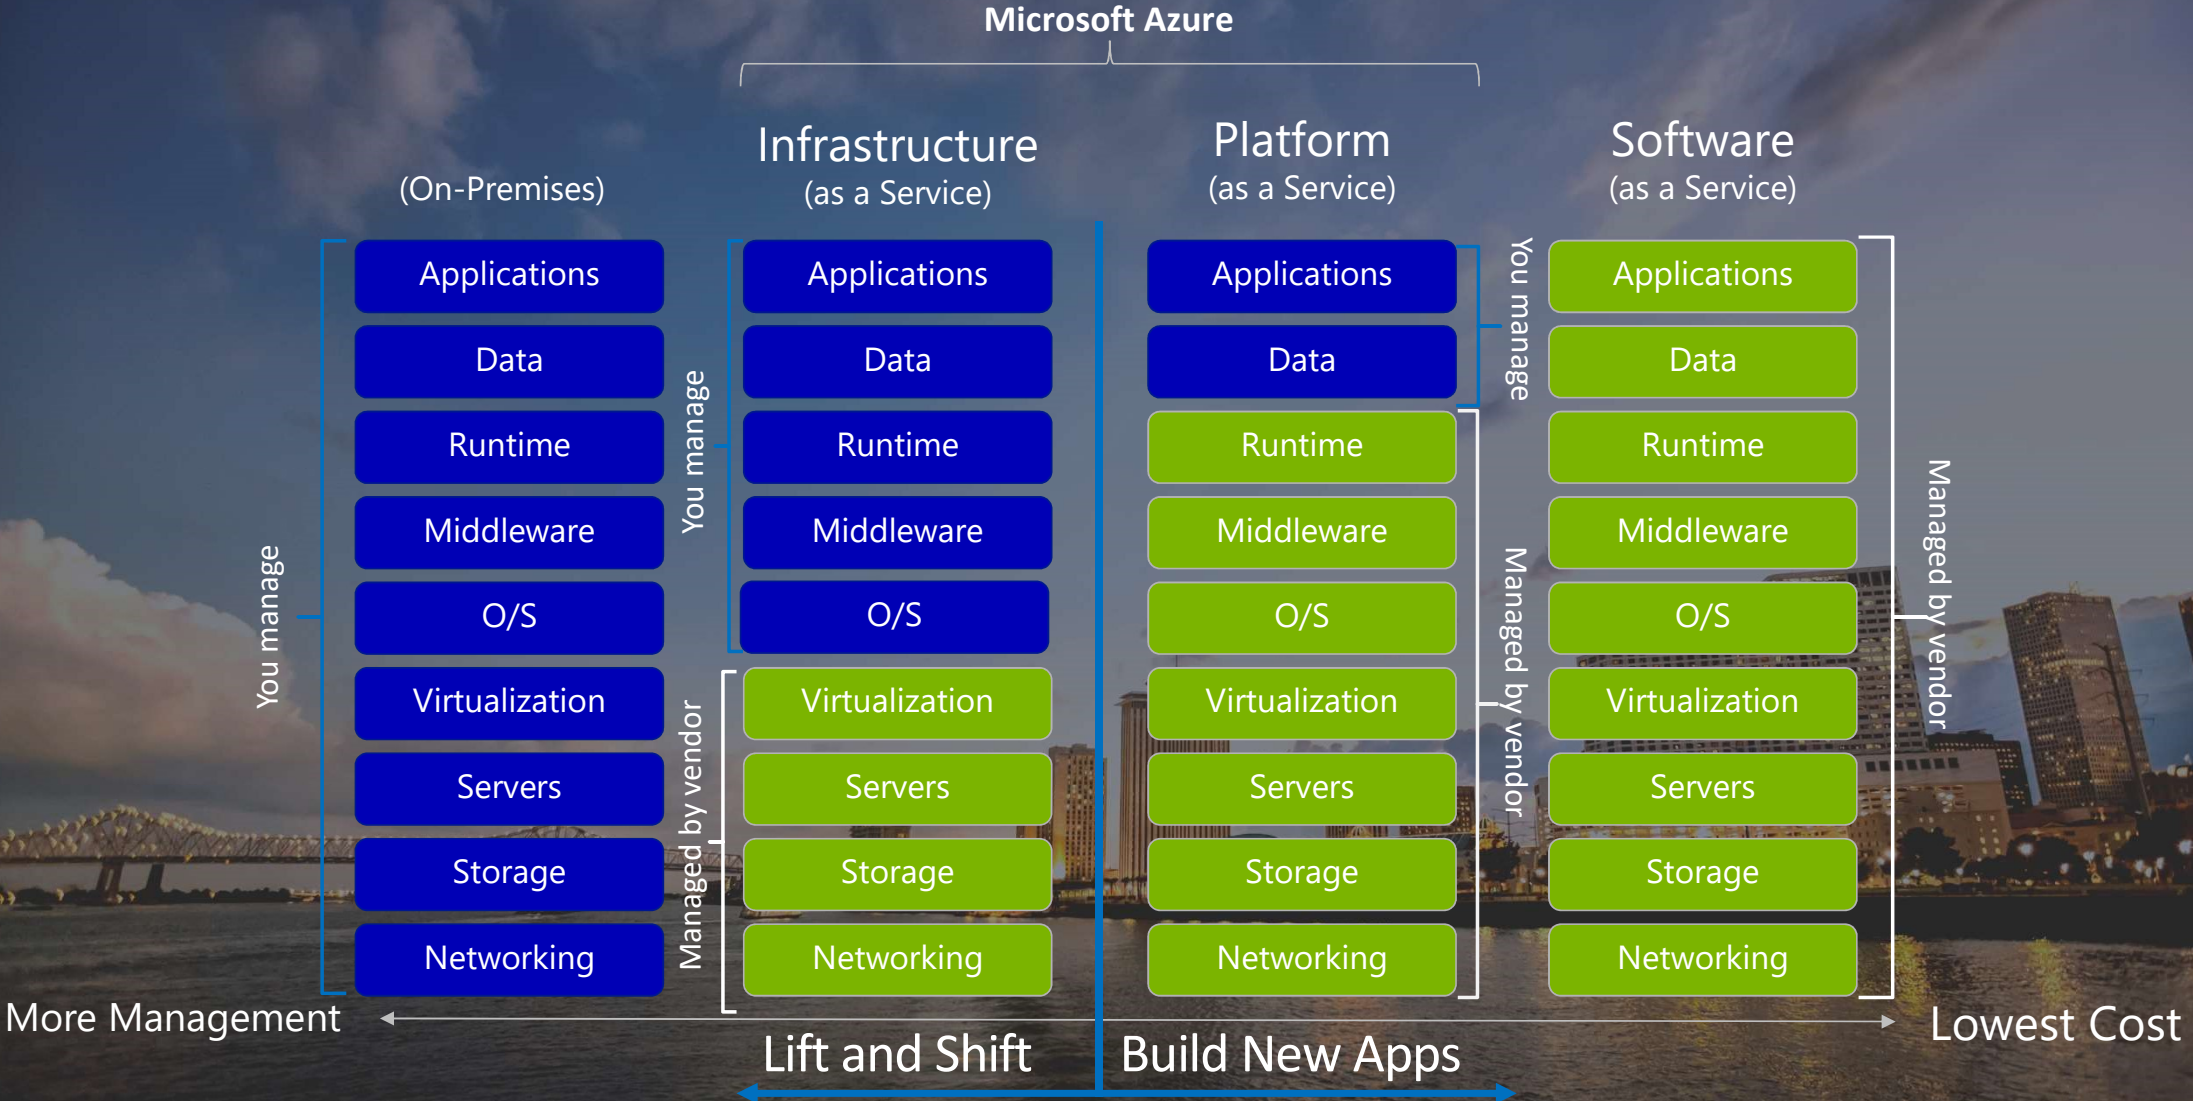 Microsoft Azure
(On-Premises)
Infrastructure
(as a Service)
Platform
(as a Service)
Software
(as a Service)
You manage
Applications
Data
Runtime
Middleware
O/S
Virtualization
Servers
Storage
Networking
You manage
Managed by vendor
Applications
Data
Runtime
Middleware
O/S
Virtualization
Servers
Storage
Networking
Applications
Data
Runtime
Middleware
O/S
Virtualization
Servers
Storage
Networking
You manage
Managed by vendor
Applications
Data
Runtime
Middleware
O/S
Virtualization
Servers
Storage
Networking
Managed by vendor
More Management
Lowest Cost
Lift and Shift
Build New Apps